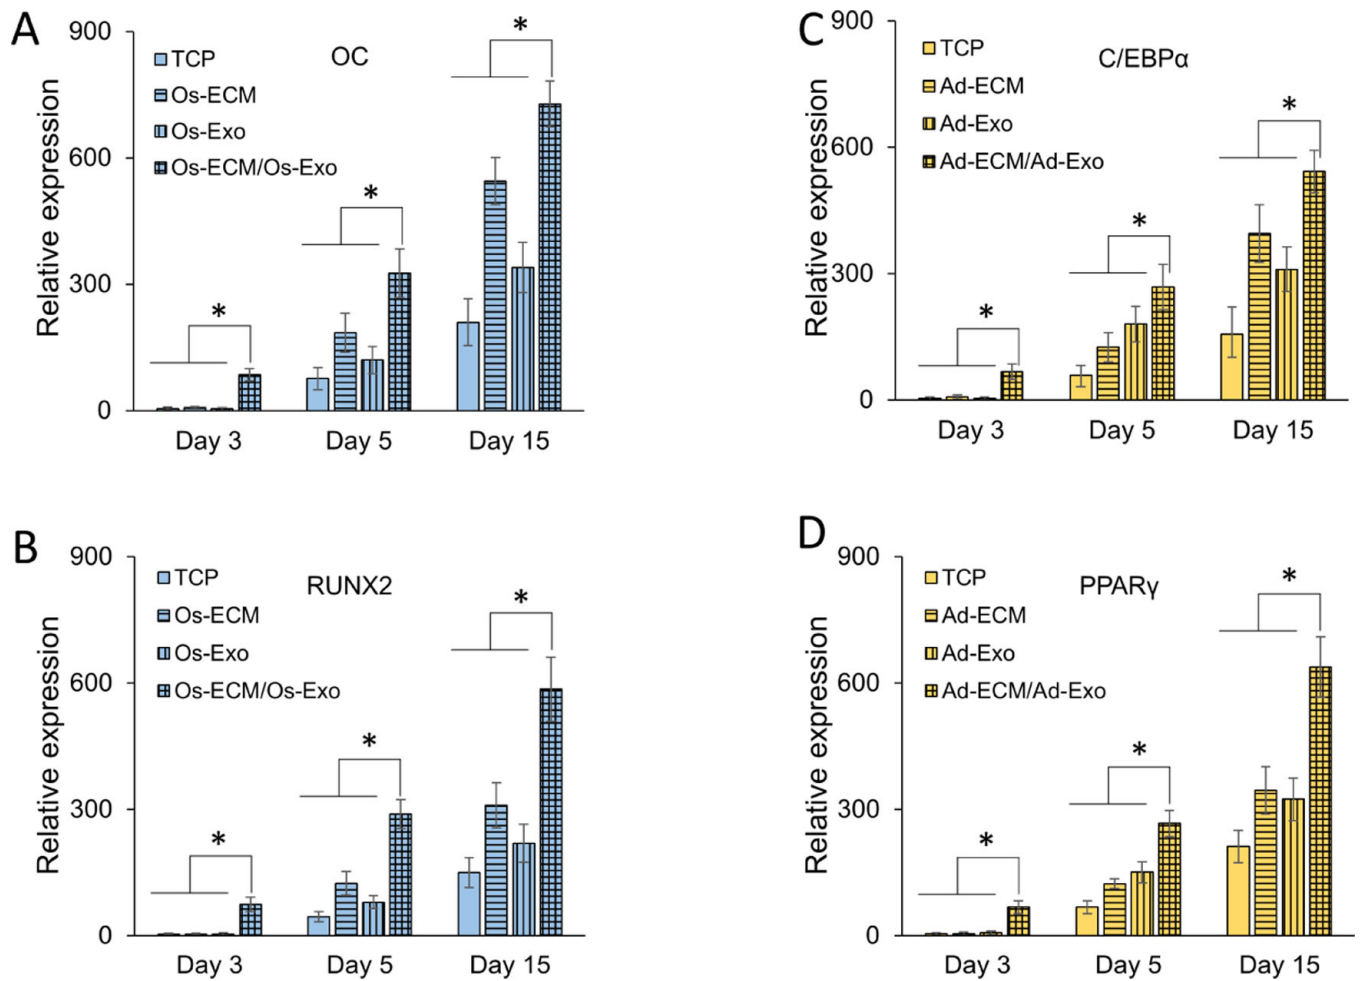 A
900
600
300
0
Relative expression
OC
TCP
Os-ECM
Os-Exo
Os-ECM/Os-Exo
*
*
*
Day 3
Day 5
Day 15
C
900
600
300
0
Relative expression
C/EBPα
TCP
Ad-ECM
Ad-Exo
Ad-ECM/Ad-Exo
*
*
*
Day 3
Day 5
Day 15
B
900
600
300
0
Relative expression
RUNX2
TCP
Os-ECM
Os-Exo
Os-ECM/Os-Exo
*
*
*
Day 3
Day 5
Day 15
D
900
600
300
0
Relative expression
PPARγ
TCP
Ad-ECM
Ad-Exo
Ad-ECM/Ad-Exo
*
*
*
Day 3
Day 5
Day 15